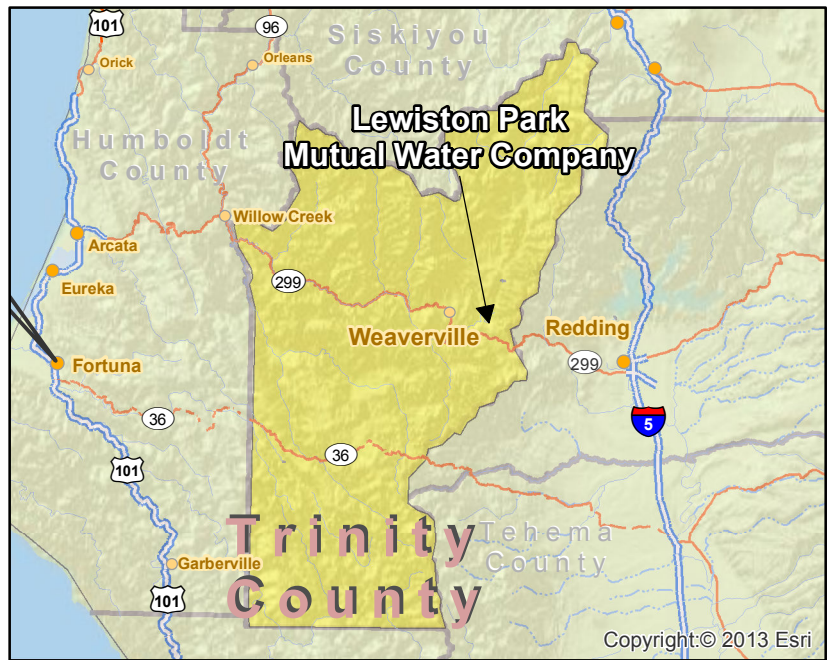 101
96
Orick
Orleans
Siskiyou
County
Lewiston Park
Mutual Water Company
Humboldt
County
Willow Creek
Arcata
Eureka
299
Weaverville
Redding
299
Fortuna
36
5
36
101
Trinity
County
Tehema
County
Garberville
101
Copyright:© 2013 Esri